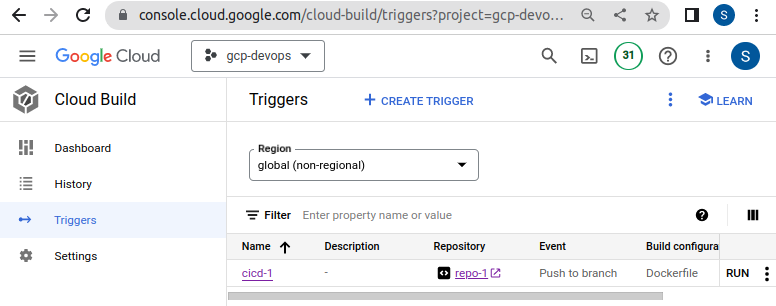 console.cloud.google.com/cloud-build/triggers?project=gcp-devo...
S
Google Cloud
gcp-devops
31
S
Cloud Build
Triggers
CREATE TRIGGER
LEARN
Dashboard
History
Triggers
Settings
Region
global (non-regional)
Filter Enter property name or value
Name Description Repository Event Build configura
cicd-1 - repo-1 Push to branch Dockerfile RUN